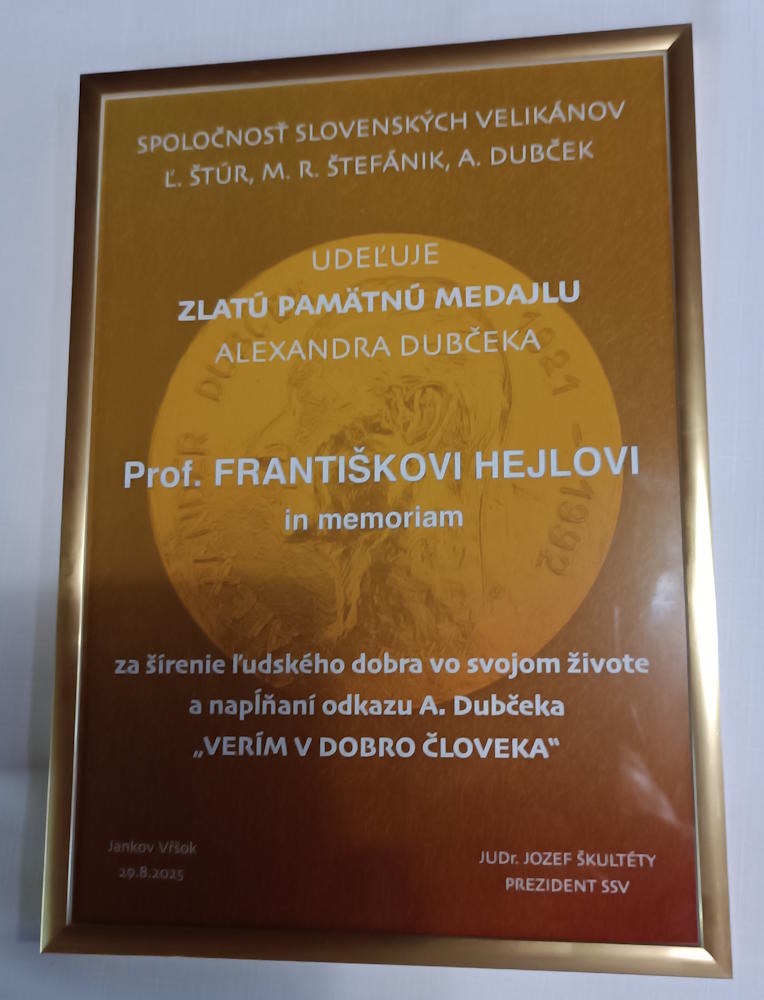 SPOLOČNOSŤ SLOVENSKÝCH VELIKÁNOV
Ľ. ŠTÚR, M. R. ŠTEFÁNIK, A. DUBČEK
UDEĽUJE
ZLATÚ PAMÄTNÚ MEDAJLU
ALEXANDRA DUBČEKA
1921 – 1992
Prof. FRANTIŠKOVI HEJLOVI
in memoriam
za šírenie ľudského dobra vo svojom živote
a napĺňaní odkazu A. Dubčeka
„VERÍM V DOBRO ČLOVEKA“
Jankov Vŕšok
29.8.2025
JUDr. JOZEF ŠKULTÉTY
PREZIDENT SSV